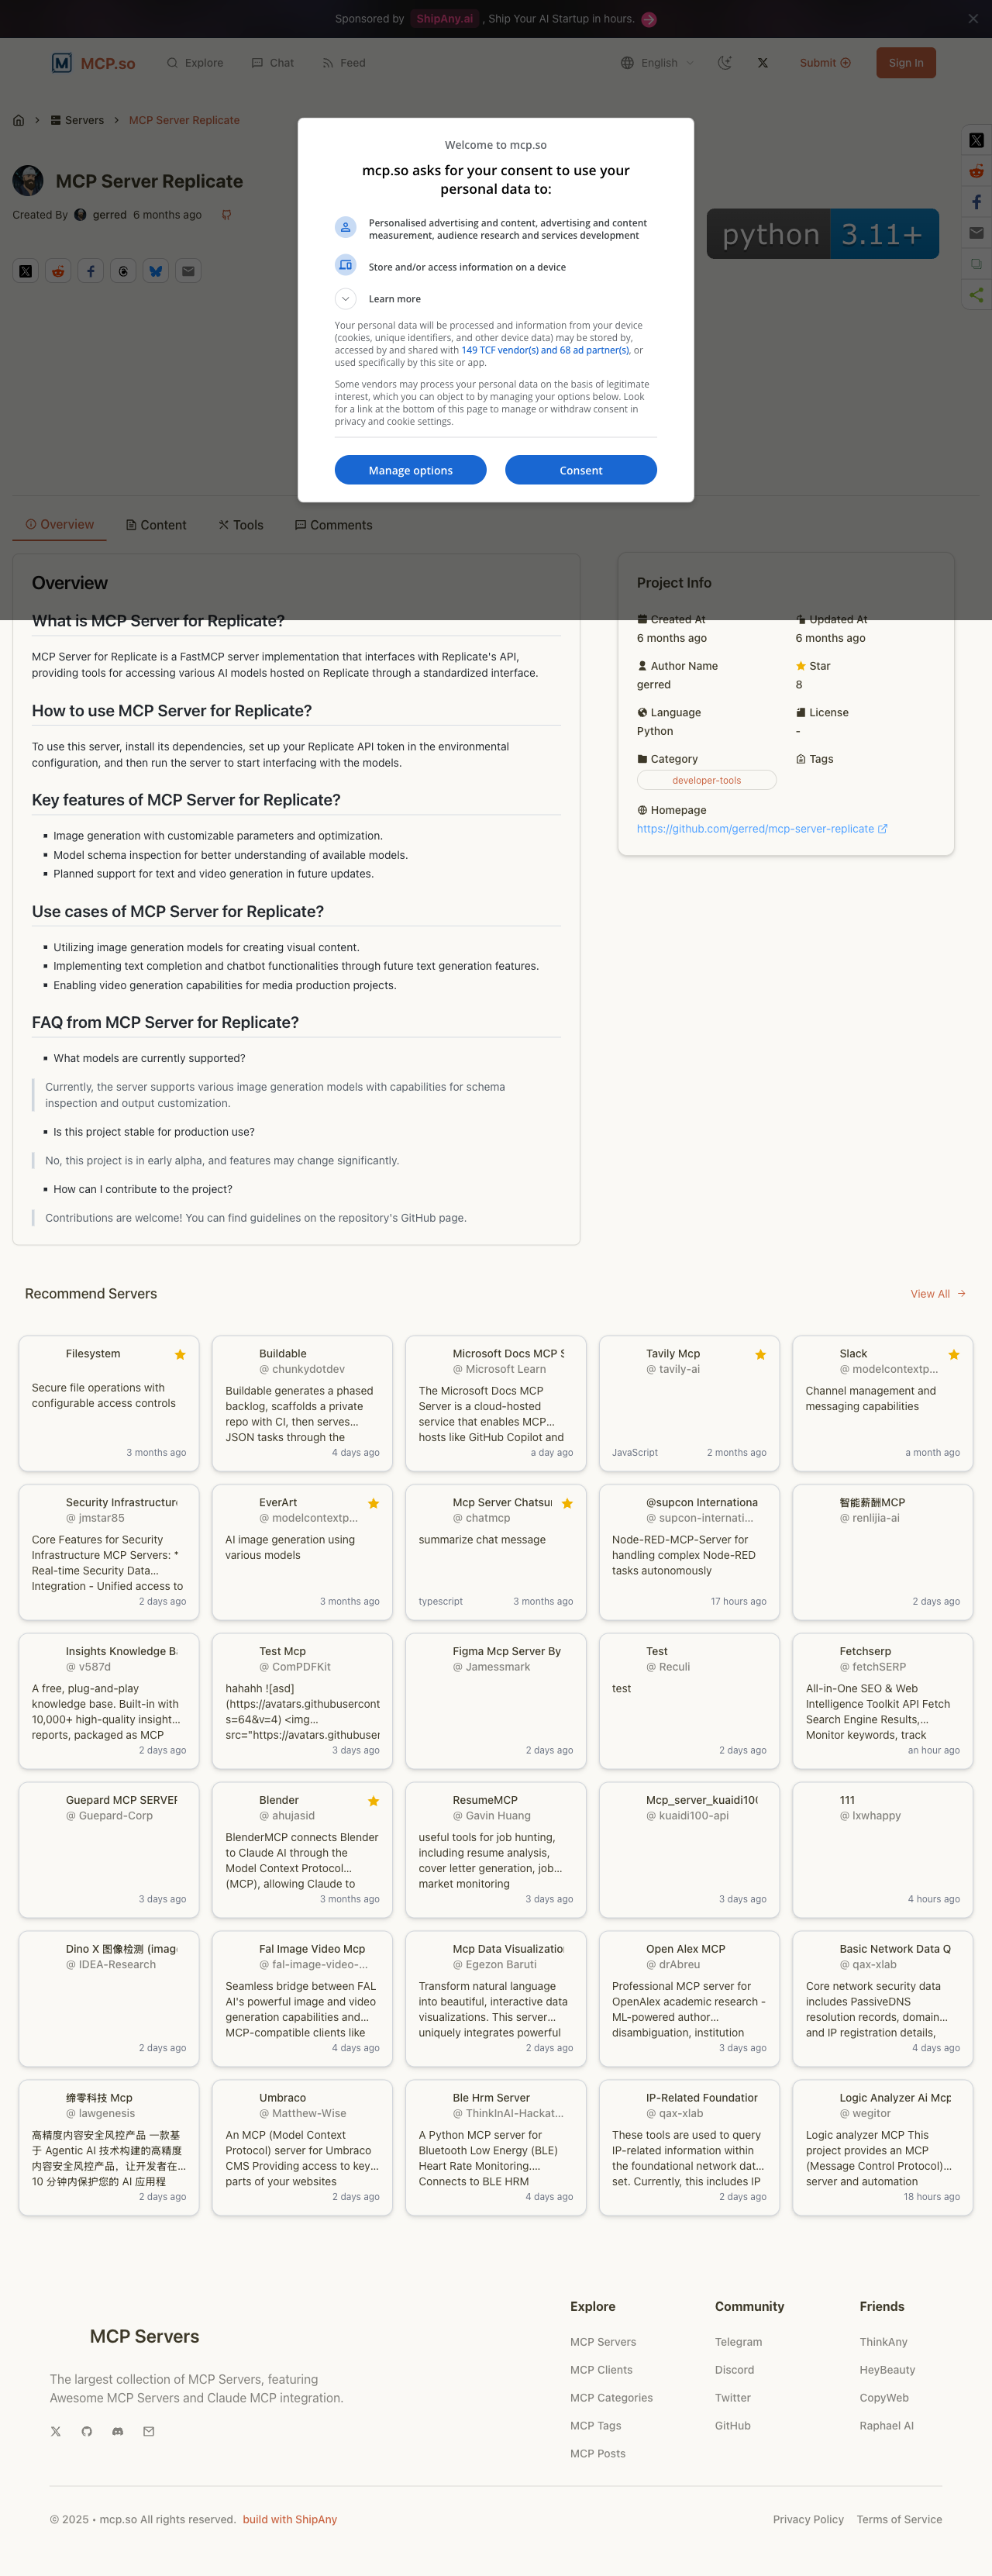 Sponsored by ShipAny.ai , Ship Your AI Startup in hours.
MCP.so Explore Chat Feed English Submit Sign In
Servers MCP Server Replicate
MCP Server Replicate
Created By gerred 6 months ago
python 3.11+
Welcome to mcp.so
mcp.so asks for your consent to use your
personal data to:
Personalised advertising and content, advertising and content
measurement, audience research and services development
Store and/or access information on a device
Learn more
Your personal data will be processed and information from your device
(cookies, unique identifiers, and other device data) may be stored by,
accessed by and shared with 149 TCF vendor(s) and 68 ad partner(s), or
used specifically by this site or app.
Some vendors may process your personal data on the basis of legitimate
interest, which you can object to by managing your options below. Look
for a link at the bottom of this page to manage or withdraw consent in
privacy and cookie settings.
Manage options Consent
Overview Content Tools Comments
Overview
What is MCP Server for Replicate?
MCP Server for Replicate is a FastMCP server implementation that interfaces with Replicate's API,
providing tools for accessing various AI models hosted on Replicate through a standardized interface.
How to use MCP Server for Replicate?
To use this server, install its dependencies, set up your Replicate API token in the environmental
configuration, and then run the server to start interfacing with the models.
Key features of MCP Server for Replicate?
Image generation with customizable parameters and optimization.
Model schema inspection for better understanding of available models.
Planned support for text and video generation in future updates.
Use cases of MCP Server for Replicate?
Utilizing image generation models for creating visual content.
Implementing text completion and chatbot functionalities through future text generation features.
Enabling video generation capabilities for media production projects.
FAQ from MCP Server for Replicate?
What models are currently supported?
Currently, the server supports various image generation models with capabilities for schema
inspection and output customization.
Is this project stable for production use?
No, this project is in early alpha, and features may change significantly.
How can I contribute to the project?
Contributions are welcome! You can find guidelines on the repository's GitHub page.
Project Info
Created At Updated At
6 months ago 6 months ago
Author Name Star
gerred 8
Language License
Python -
Category Tags
developer-tools
Homepage
https://github.com/gerred/mcp-server-replicate
Recommend Servers View All
Filesystem
Secure file operations with
configurable access controls
3 months ago
Buildable
@ chunkydotdev
Buildable generates a phased
backlog, scaffolds a private
repo with CI, then serves...
JSON tasks through the
4 days ago
Microsoft Docs MCP S
@ Microsoft Learn
The Microsoft Docs MCP
Server is a cloud-hosted
service that enables MCP...
hosts like GitHub Copilot and
a day ago
Tavily Mcp
@ tavily-ai
JavaScript 2 months ago
Slack
@ modelcontextp...
Channel management and
messaging capabilities
a month ago
Security Infrastructure
@ jmstar85
Core Features for Security
Infrastructure MCP Servers: *
Real-time Security Data...
Integration - Unified access to
2 days ago
EverArt
@ modelcontextp...
AI image generation using
various models
3 months ago
Mcp Server Chatsum
@ chatmcp
summarize chat message
typescript 3 months ago
@supcon Internationa
@ supcon-internati...
Node-RED-MCP-Server for
handling complex Node-RED
tasks autonomously
17 hours ago
智能薪酬MCP
@ renlijia-ai
2 days ago
Insights Knowledge Ba
@ v587d
A free, plug-and-play
knowledge base. Built-in with
10,000+ high-quality insight...
reports, packaged as MCP
2 days ago
Test Mcp
@ ComPDFKit
hahahh ![asd]
(https://avatars.githubusercont
s=64&v=4) <img...
src="https://avatars.githubuser
3 days ago
Figma Mcp Server By
@ Jamessmark
2 days ago
Test
@ Reculi
test
2 days ago
Fetchserp
@ fetchSERP
All-in-One SEO & Web
Intelligence Toolkit API Fetch
Search Engine Results,...
Monitor keywords, track
an hour ago
Guepard MCP SERVER
@ Guepard-Corp
3 days ago
Blender
@ ahujasid
BlenderMCP connects Blender
to Claude AI through the
Model Context Protocol...
(MCP), allowing Claude to
3 months ago
ResumeMCP
@ Gavin Huang
useful tools for job hunting,
including resume analysis,
cover letter generation, job...
market monitoring
3 days ago
Mcp_server_kuaidi100
@ kuaidi100-api
3 days ago
111
@ lxwhappy
4 hours ago
Dino X 图像检测 (image
@ IDEA-Research
2 days ago
Fal Image Video Mcp
@ fal-image-video-...
Seamless bridge between FAL
AI's powerful image and video
generation capabilities and...
MCP-compatible clients like
4 days ago
Mcp Data Visualization
@ Egezon Baruti
Transform natural language
into beautiful, interactive data
visualizations. This server...
uniquely integrates powerful
2 days ago
Open Alex MCP
@ drAbreu
Professional MCP server for
OpenAlex academic research -
ML-powered author...
disambiguation, institution
3 days ago
Basic Network Data Q
@ qax-xlab
Core network security data
includes PassiveDNS
resolution records, domain...
and IP registration details,
4 days ago
缔零科技 Mcp
@ lawgenesis
高精度内容安全风控产品 一款基
于 Agentic AI 技术构建的高精度
内容安全风控产品，让开发者在...
10 分钟内保护您的 AI 应用程
2 days ago
Umbraco
@ Matthew-Wise
An MCP (Model Context
Protocol) server for Umbraco
CMS Providing access to key...
parts of your websites
2 days ago
Ble Hrm Server
@ ThinkInAI-Hackat...
A Python MCP server for
Bluetooth Low Energy (BLE)
Heart Rate Monitoring....
Connects to BLE HRM
4 days ago
IP-Related Foundation
@ qax-xlab
These tools are used to query
IP-related information within
the foundational network dat...
set. Currently, this includes IP
2 days ago
Logic Analyzer Ai Mcp
@ wegitor
Logic analyzer MCP This
project provides an MCP
(Message Control Protocol)...
server and automation
18 hours ago
MCP Servers
The largest collection of MCP Servers, featuring
Awesome MCP Servers and Claude MCP integration.
Explore
MCP Servers
MCP Clients
MCP Categories
MCP Tags
MCP Posts
Community
Telegram
Discord
Twitter
GitHub
Friends
ThinkAny
HeyBeauty
CopyWeb
Raphael AI
© 2025 • mcp.so All rights reserved. build with ShipAny
Privacy Policy Terms of Service